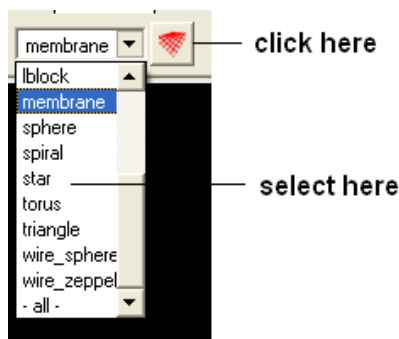 membrane
click here
lblock
membrane
sphere
spiral
star
select here
torus
triangle
wire_sphere
wire_zeppel
- all -